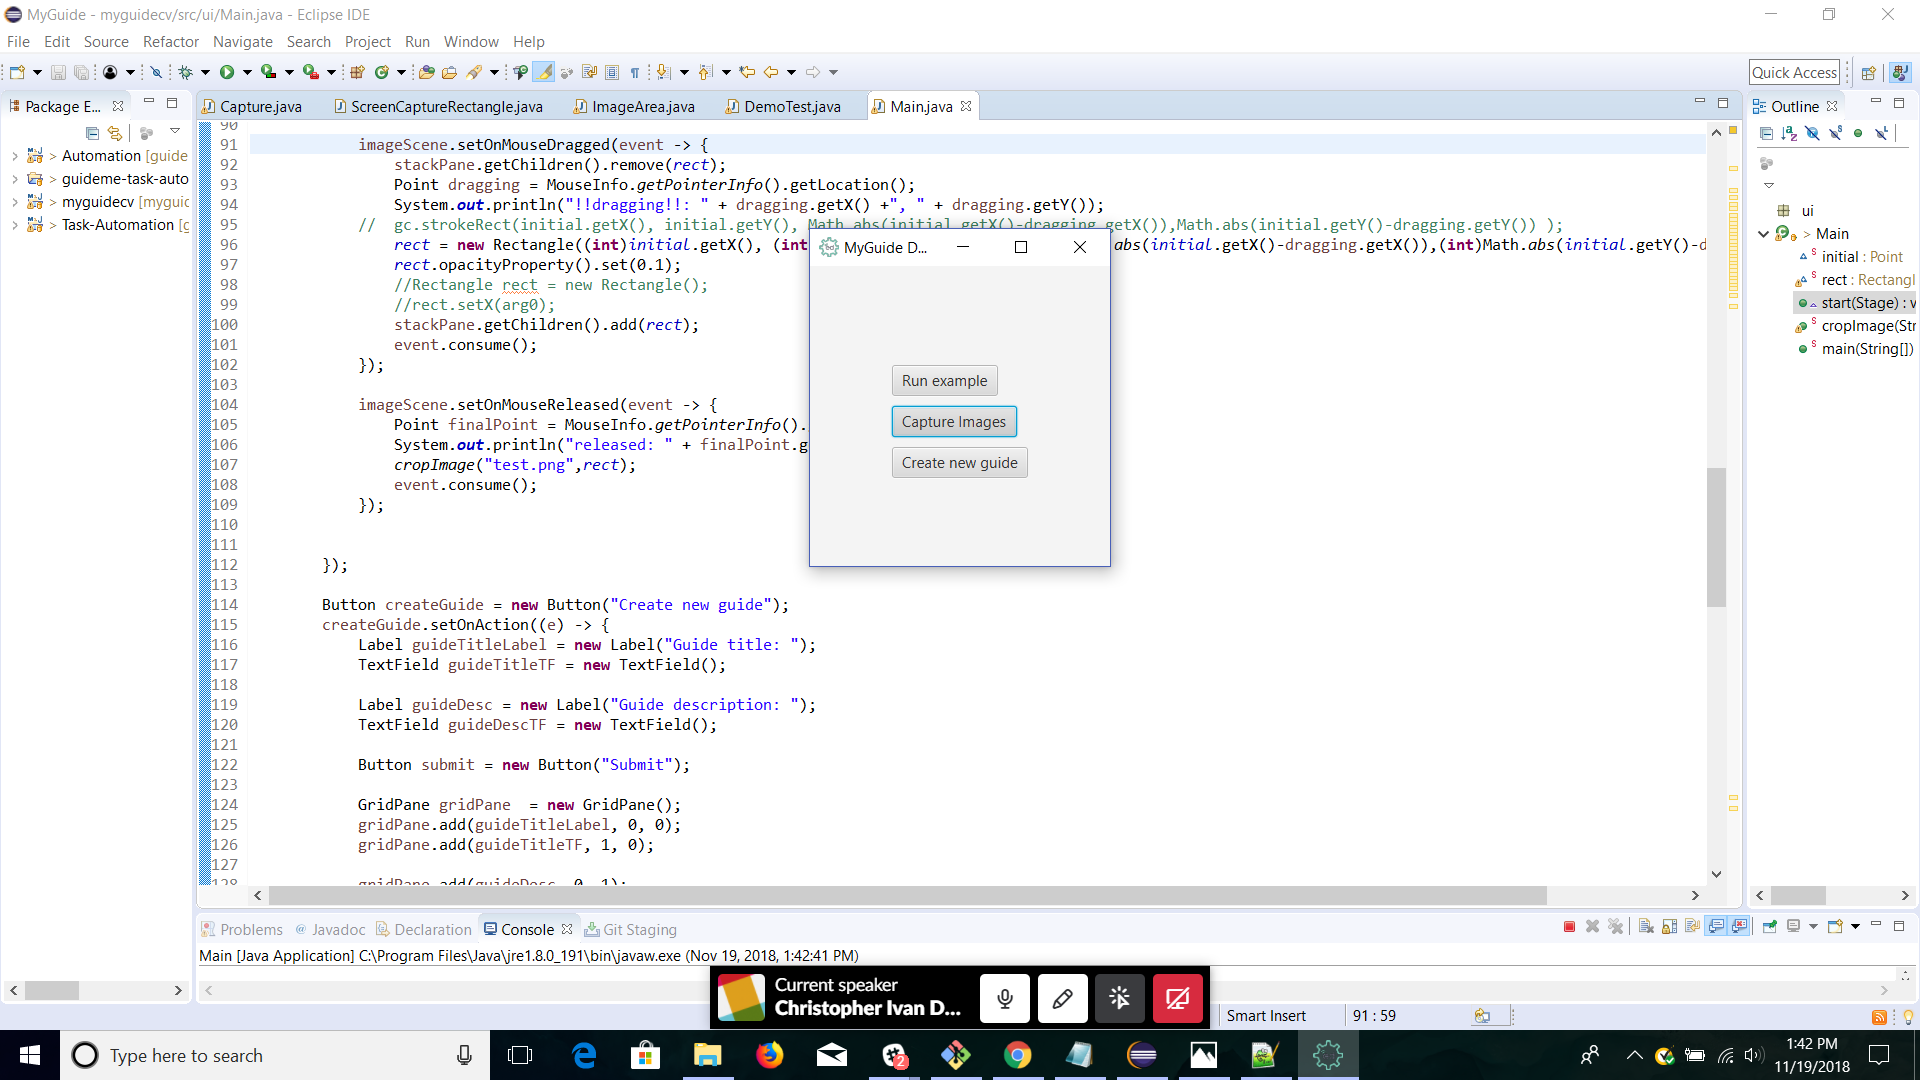 MyGuide - myguidecv/src/ui/Main.java - Eclipse IDE
File Edit Source Refactor Navigate Search Project Run Window Help
Quick Access
Package E...
> Automation [guide
> guideme-task-auto
> myguidecv [myguic
> Task-Automation [g
Capture.java ScreenCaptureRectangle.java ImageArea.java DemoTest.java Main.java
90
91 imageScene.setOnMouseDragged(event -> {
92 stackPane.getChildren().remove(rect);
93 Point dragging = MouseInfo.getPointerInfo().getLocation();
94 System.out.println("!!dragging!!: " + dragging.getX() +", " + dragging.getY());
95 // gc.strokeRect(initial.getX(), initial.getY(), Math.abs(initial.getX()-dragging.getX()),Math.abs(initial.getY()-dragging.getY()) );
96 rect = new Rectangle((int)initial.getX(), (int abs(initial.getX()-dragging.getX()),(int)Math.abs(initial.getY()-d
97 rect.opacityProperty().set(0.1);
98 //Rectangle rect = new Rectangle();
99 //rect.setX(arg0);
100 stackPane.getChildren().add(rect);
101 event.consume();
102 });
103
104 imageScene.setOnMouseReleased(event -> {
105 Point finalPoint = MouseInfo.getPointerInfo().
106 System.out.println("released: " + finalPoint.g
107 cropImage("test.png",rect);
108 event.consume();
109 });
110
111
112 });
113
114 Button createGuide = new Button("Create new guide");
115 createGuide.setOnAction((e) -> {
116 Label guideTitleLabel = new Label("Guide title: ");
117 TextField guideTitleTF = new TextField();
118
119 Label guideDesc = new Label("Guide description: ");
120 TextField guideDescTF = new TextField();
121
122 Button submit = new Button("Submit");
123
124 GridPane gridPane  = new GridPane();
125 gridPane.add(guideTitleLabel, 0, 0);
126 gridPane.add(guideTitleTF, 1, 0);
127
128 gridPane.add(guideDesc, 0, 1);
MyGuide D...
Run example
Capture Images
Create new guide
Outline
ui
> Main
initial : Point
rect : Rectangl
start(Stage) : v
cropImage(Str
main(String[])
Problems @ Javadoc Declaration Console Git Staging
Main [Java Application] C:\Program Files\Java\jre1.8.0_191\bin\javaw.exe (Nov 19, 2018, 1:42:41 PM)
Current speaker
Christopher Ivan D...
Smart Insert 91 : 59
Type here to search
2
1:42 PM
11/19/2018